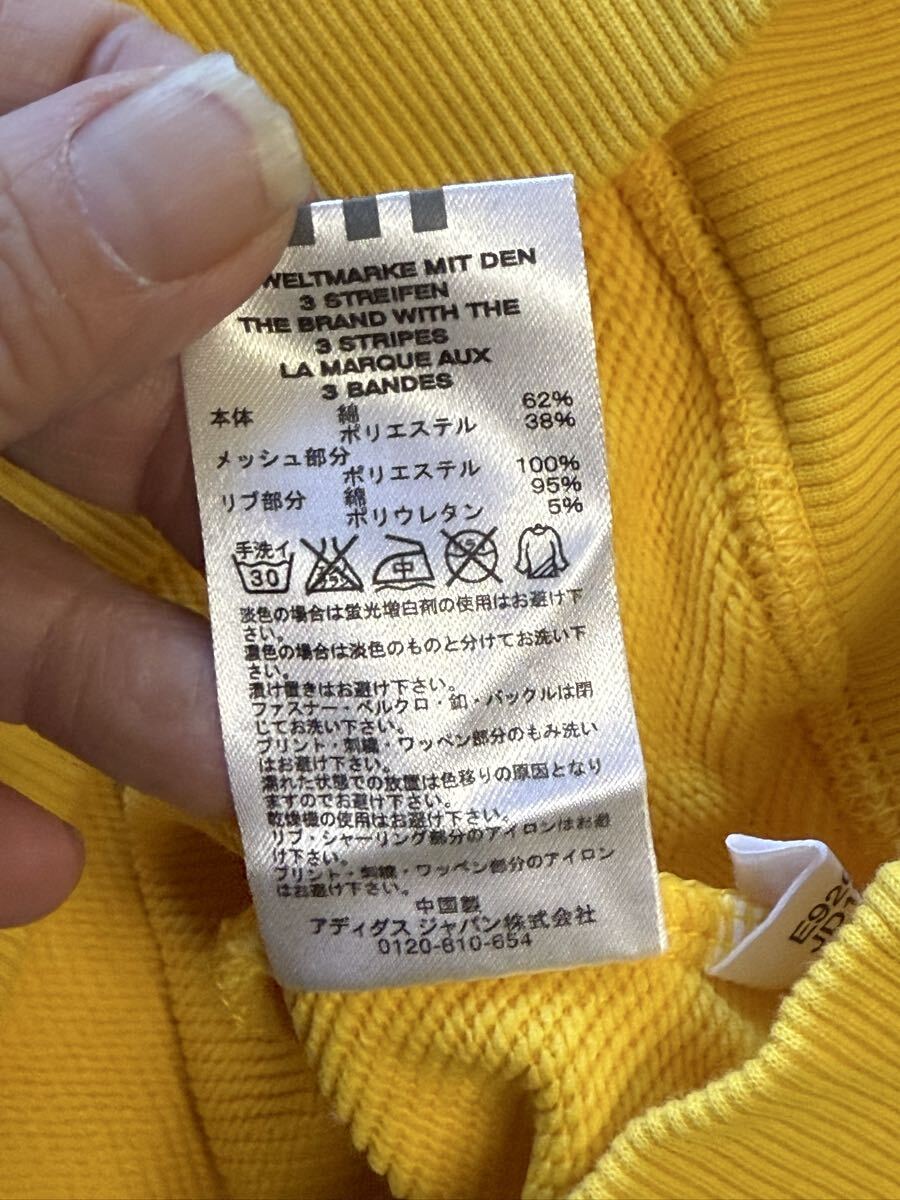 WELTMARKE MIT DEN
3 STREIFEN
THE BRAND WITH THE
3 STRIPES
LA MARQUE AUX
3 BANDES
本体 綿 62%
ポリエステル 38%
メッシュ部分
ポリエステル 100%
リブ部分 綿 95%
ポリウレタン 5%
手洗イ
30 中
淡色の場合は蛍光増白剤の使用はお避け下
さい。
濃色の場合は淡色のものと分けてお洗い下
さい。
漬け置きはお避け下さい。
ファスナー・ベルクロ・釦・バックルは閉
じてお洗い下さい。
プリント・刺繍・ワッペン部分のもみ洗い
はお避け下さい。
濡れた状態での放置は色移りの原因となり
ますのでお避け下さい。
乾燥機の使用はお避け下さい。
リブ・シャーリング部分のアイロンはお避
け下さい。
プリント・刺繍・ワッペン部分のアイロン
はお避け下さい。
中国製
アディダス ジャパン株式会社
0120-810-654